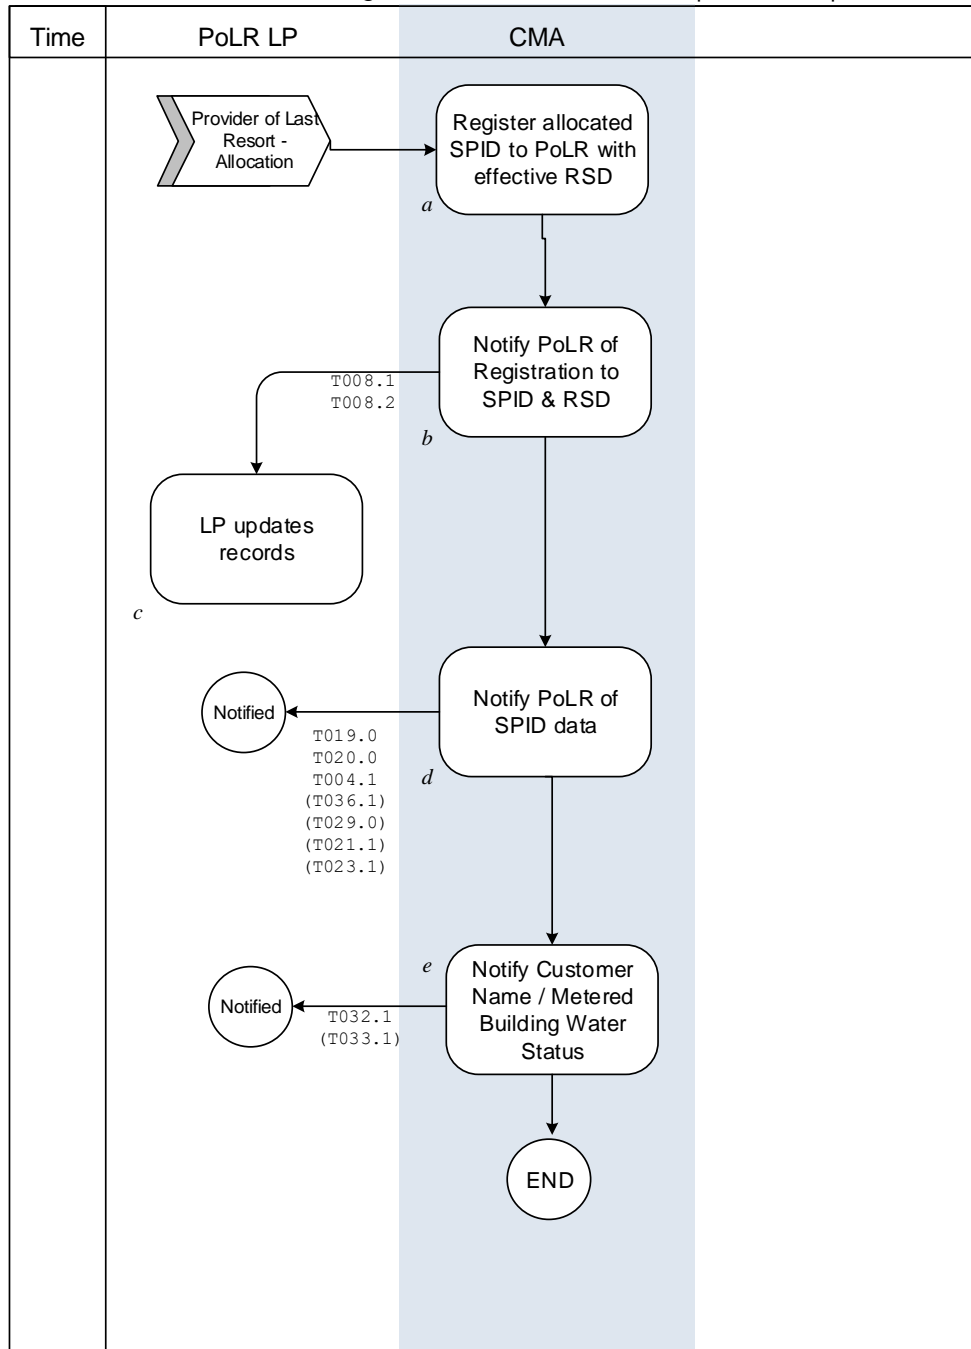 Time
PoLR LP
CMA
Provider of Last
Resort -
Allocation
Register allocated
SPID to PoLR with
effective RSD
a
Notify PoLR of
Registration to
SPID & RSD
b
T008.1
T008.2
LP updates
records
c
Notify PoLR of
SPID data
d
Notified
T019.0
T020.0
T004.1
(T036.1)
(T029.0)
(T021.1)
(T023.1)
e
Notify Customer
Name / Metered
Building Water
Status
Notified
T032.1
(T033.1)
END